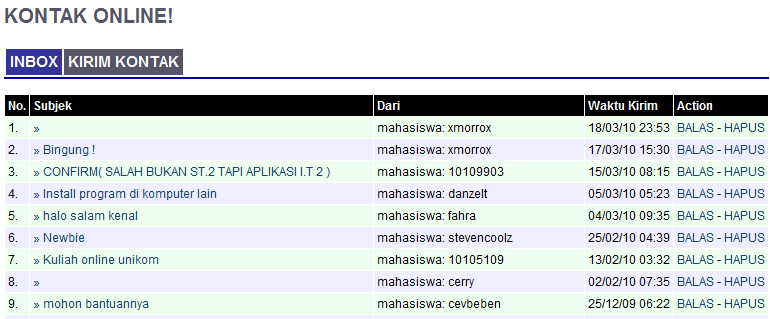 KONTAK ONLINE!
INBOX KIRIM KONTAK
No. Subjek Dari Waktu Kirim Action
1. » mahasiswa: xmorrox 18/03/10 23:53 BALAS - HAPUS
2. » Bingung ! mahasiswa: xmorrox 17/03/10 15:30 BALAS - HAPUS
3. » CONFIRM( SALAH BUKAN ST.2 TAPI APLIKASI I.T 2 ) mahasiswa: 10109903 15/03/10 08:15 BALAS - HAPUS
4. » Install program di komputer lain mahasiswa: danzelt 05/03/10 05:23 BALAS - HAPUS
5. » halo salam kenal mahasiswa: fahra 04/03/10 09:35 BALAS - HAPUS
6. » Newbie mahasiswa: stevencoolz 25/02/10 04:39 BALAS - HAPUS
7. » Kuliah online unikom mahasiswa: 10105109 13/02/10 03:32 BALAS - HAPUS
8. » mahasiswa: cerry 02/02/10 07:35 BALAS - HAPUS
9. » mohon bantuannya mahasiswa: cevbeben 25/12/09 06:22 BALAS - HAPUS